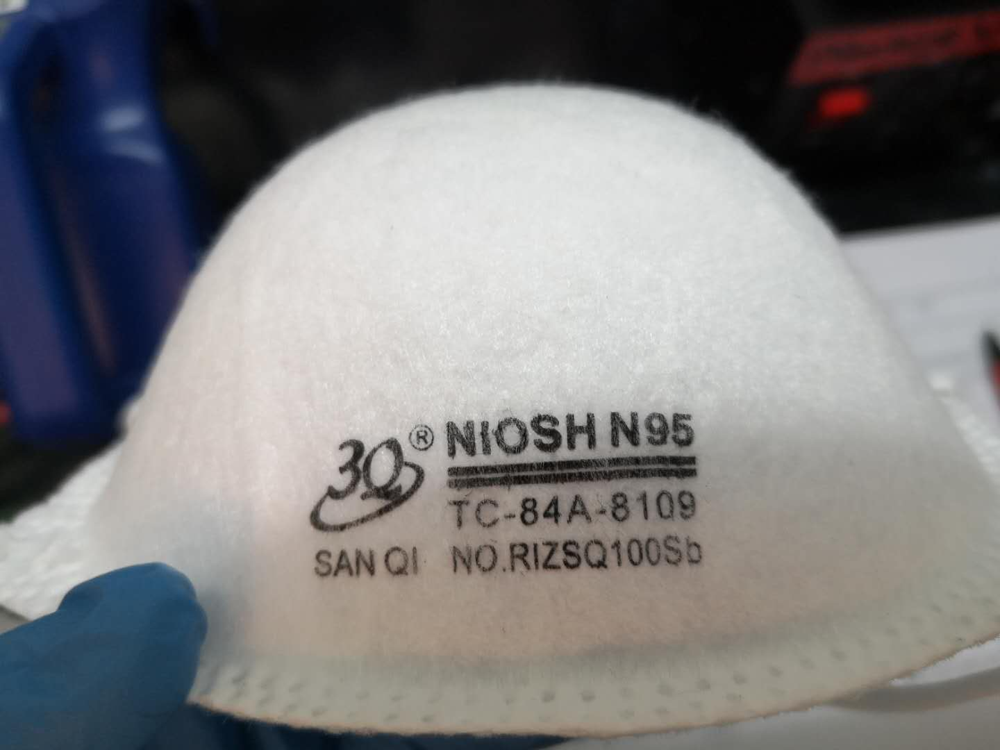 3Q® NIOSH N95
TC-84A-8109
SAN QI NO.RIZSQ100Sb